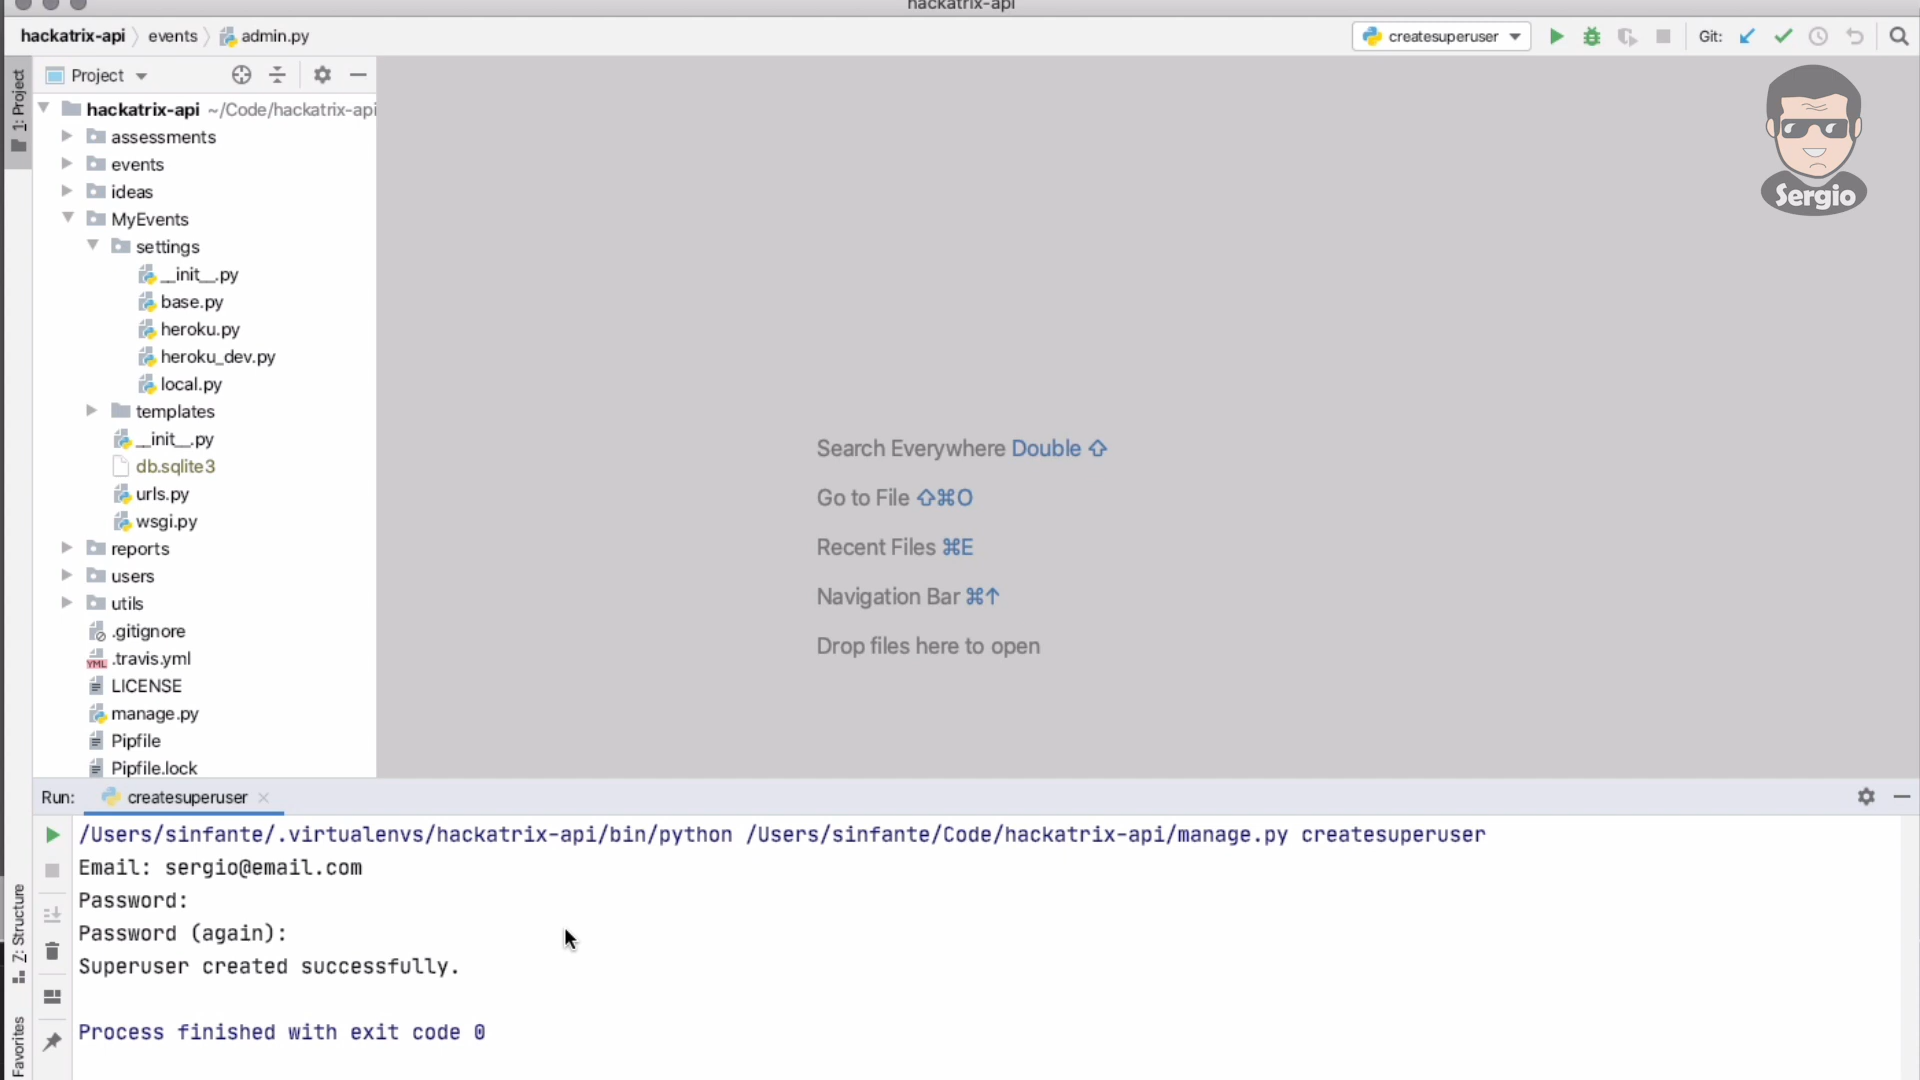 hackatrix-api
hackatrix-api events admin.py
createsuperuser Git:
1: Project
Project
hackatrix-api ~/Code/hackatrix-api
assessments
events
ideas
MyEvents
settings
__init__.py
base.py
heroku.py
heroku_dev.py
local.py
templates
__init__.py
db.sqlite3
urls.py
wsgi.py
reports
users
utils
.gitignore
YML .travis.yml
LICENSE
manage.py
Pipfile
Pipfile.lock
Sergio
Search Everywhere Double ⇧
Go to File ⇧⌘O
Recent Files ⌘E
Navigation Bar ⌘↑
Drop files here to open
Run: createsuperuser
/Users/sinfante/.virtualenvs/hackatrix-api/bin/python /Users/sinfante/Code/hackatrix-api/manage.py createsuperuser
Email: sergio@email.com
Password:
Password (again):
Superuser created successfully.
Process finished with exit code 0
Z: Structure
Favorites